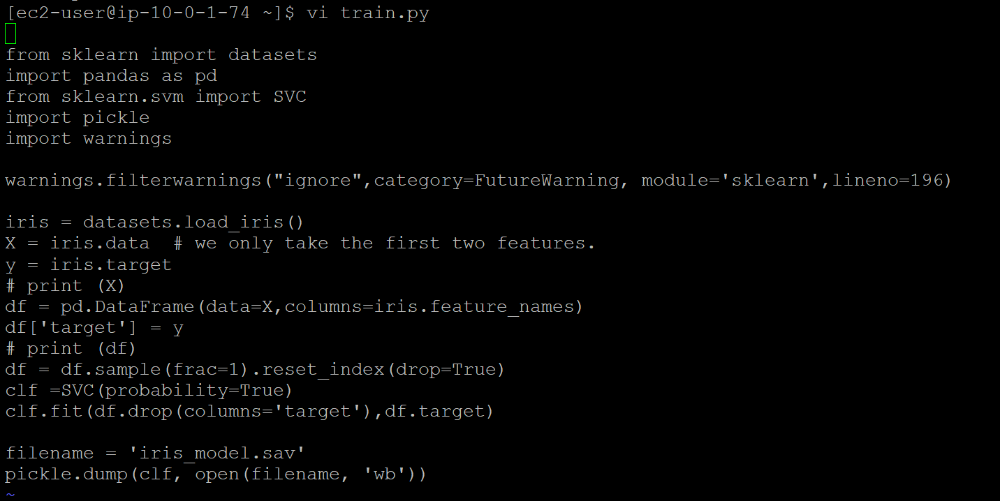 [ec2-user@ip-10-0-1-74 ~]$ vi train.py
from sklearn import datasets
import pandas as pd
from sklearn.svm import SVC
import pickle
import warnings
warnings.filterwarnings("ignore",category=FutureWarning, module='sklearn',lineno=196)
iris = datasets.load_iris()
X = iris.data  # we only take the first two features.
y = iris.target
# print (X)
df = pd.DataFrame(data=X,columns=iris.feature_names)
df['target'] = y
# print (df)
df = df.sample(frac=1).reset_index(drop=True)
clf =SVC(probability=True)
clf.fit(df.drop(columns='target'),df.target)
filename = 'iris_model.sav'
pickle.dump(clf, open(filename, 'wb'))
~